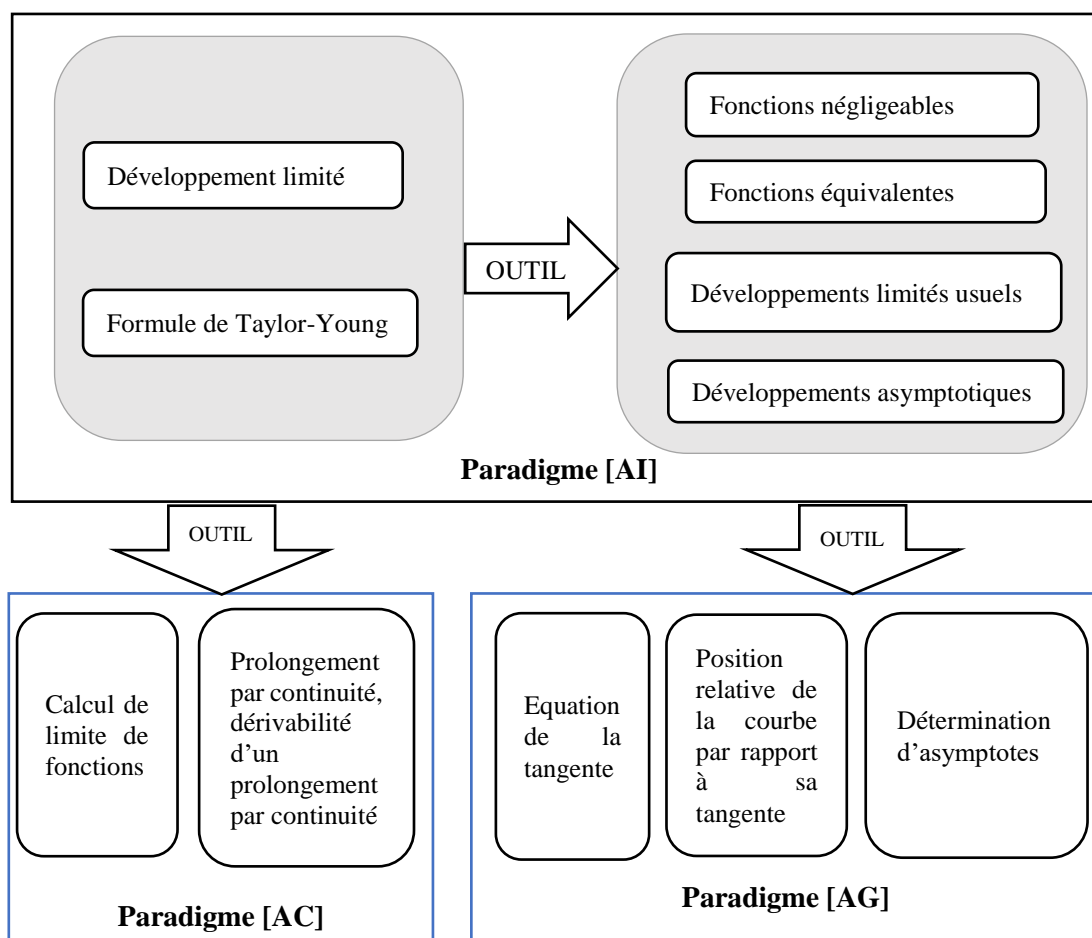 Développement limité
Formule de Taylor-Young
OUTIL
Fonctions négligeables
Fonctions équivalentes
Développements limités usuels
Développements asymptotiques
Paradigme [AI]
OUTIL
OUTIL
Calcul de
limite de
fonctions
Prolongement
par continuité,
dérivabilité
d'un
prolongement
par continuité
Paradigme [AC]
Equation
de la
tangente
Position
relative de
la courbe
par rapport
à sa
tangente
Détermination
d'asymptotes
Paradigme [AG]